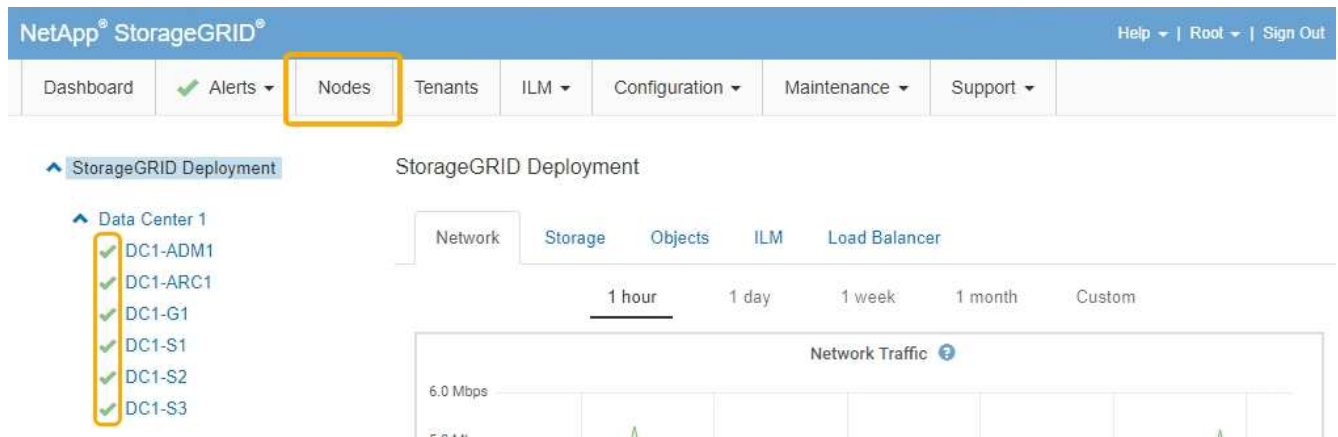 NetApp® StorageGRID®
Help | Root | Sign Out
Dashboard Alerts Nodes Tenants ILM Configuration Maintenance Support
StorageGRID Deployment
Data Center 1
DC1-ADM1
DC1-ARC1
DC1-G1
DC1-S1
DC1-S2
DC1-S3
StorageGRID Deployment
Network Storage Objects ILM Load Balancer
1 hour 1 day 1 week 1 month Custom
Network Traffic ?
6.0 Mbps